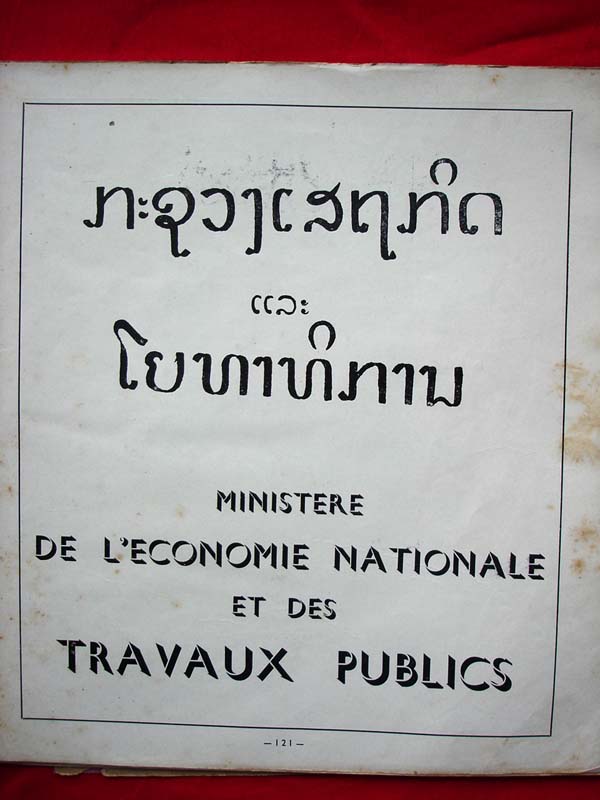 ກະຊວງເສຖກິດ
ແລະ
ໂຍທາທິການ
MINISTERE
DE L'ECONOMIE NATIONALE
ET DES
TRAVAUX PUBLICS
— 121 —